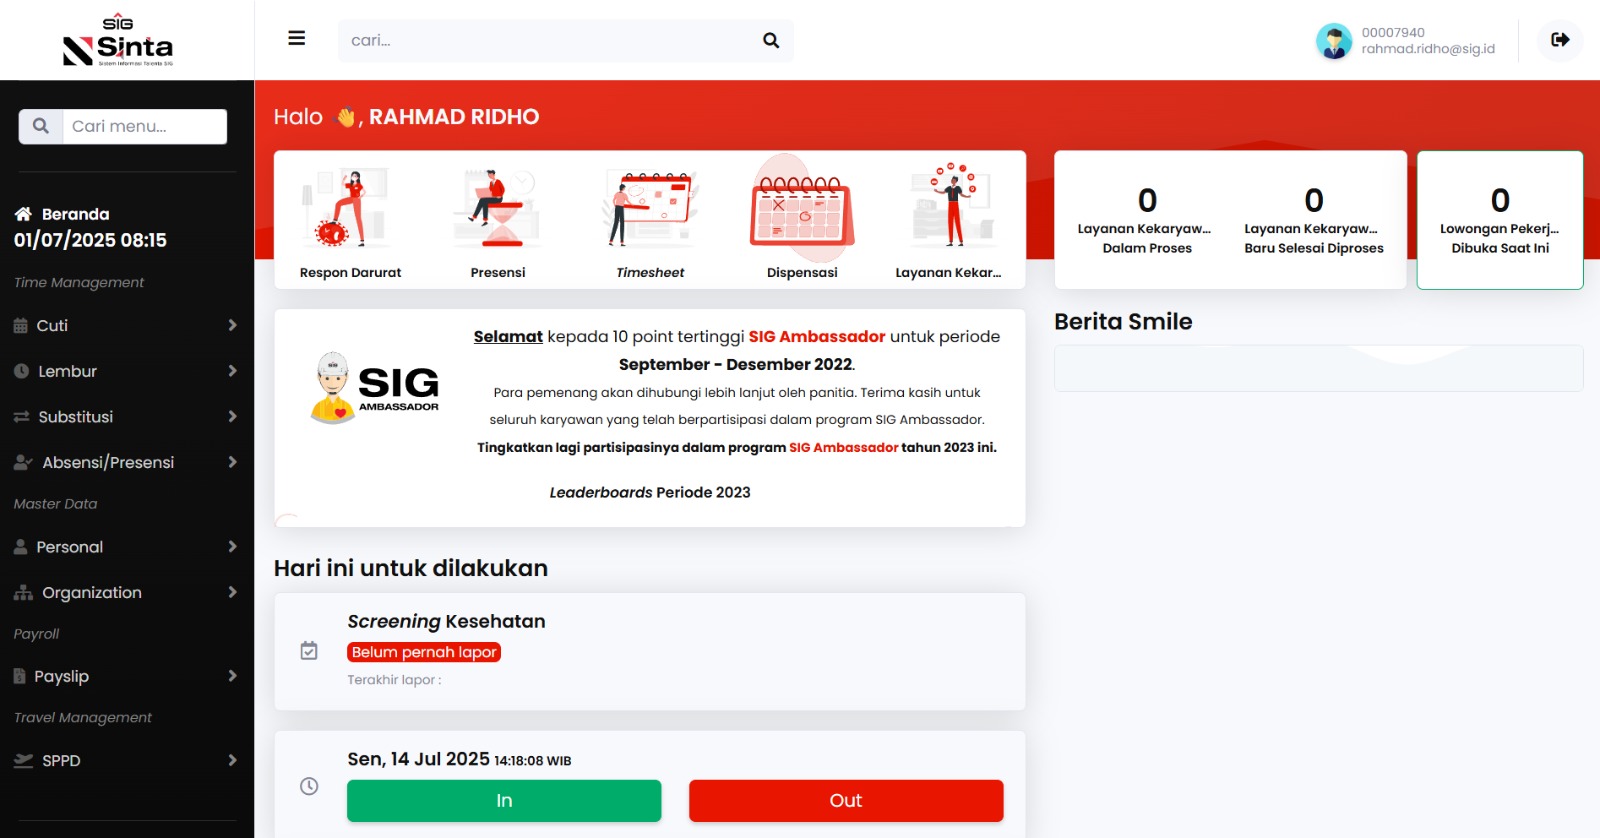 SIG
Sinta
Sistem Informasi Talenta SIG
cari...
00007940
rahmad.ridho@sig.id
Cari menu...
Beranda
01/07/2025 08:15
Time Management
Cuti
Lembur
Substitusi
Absensi/Presensi
Master Data
Personal
Organization
Payroll
Payslip
Travel Management
SPPD
Halo 👋, RAHMAD RIDHO
Respon Darurat
Presensi
Timesheet
Dispensasi
Layanan Kekar...
0
Layanan Kekaryaw...
Dalam Proses
0
Layanan Kekaryaw...
Baru Selesai Diproses
0
Lowongan Pekerj...
Dibuka Saat Ini
SIG
AMBASSADOR
Selamat kepada 10 point tertinggi SIG Ambassador untuk periode
September - Desember 2022.
Para pemenang akan dihubungi lebih lanjut oleh panitia. Terima kasih untuk
seluruh karyawan yang telah berpartisipasi dalam program SIG Ambassador.
Tingkatkan lagi partisipasinya dalam program SIG Ambassador tahun 2023 ini.
Leaderboards Periode 2023
Berita Smile
Hari ini untuk dilakukan
Screening Kesehatan
Belum pernah lapor
Terakhir lapor :
Sen, 14 Jul 2025 14:18:08 WIB
In
Out